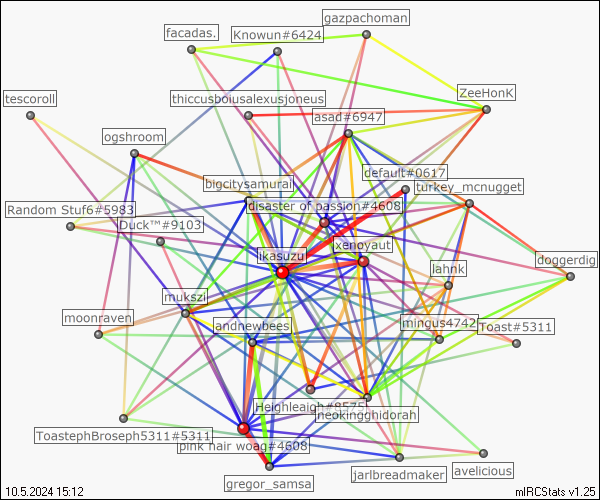 gazpachoman
facadas.
Knowun#6424
ZeeHonK
tescoroll
thiccusboiusalexusjoneus
asad#6947
ogshroom
default#0617
bigcitysamurai
turkey_mcnugget
disaster of passion#4608
Random Stuf6#5983
Duck™#9103
xenoyaut
ikasuzu
doggerdig
lahnk
mukszi
moonraven
andnewbees
mingus4742
Toast#5311
Heighleigh#8575
neokingghidorah
ToastephBroseph5311#5311
pink hair woag#4608
gregor_samsa
jarlbreadmaker
avelicious
10.5.2024 15:12
mIRCStats v1.25